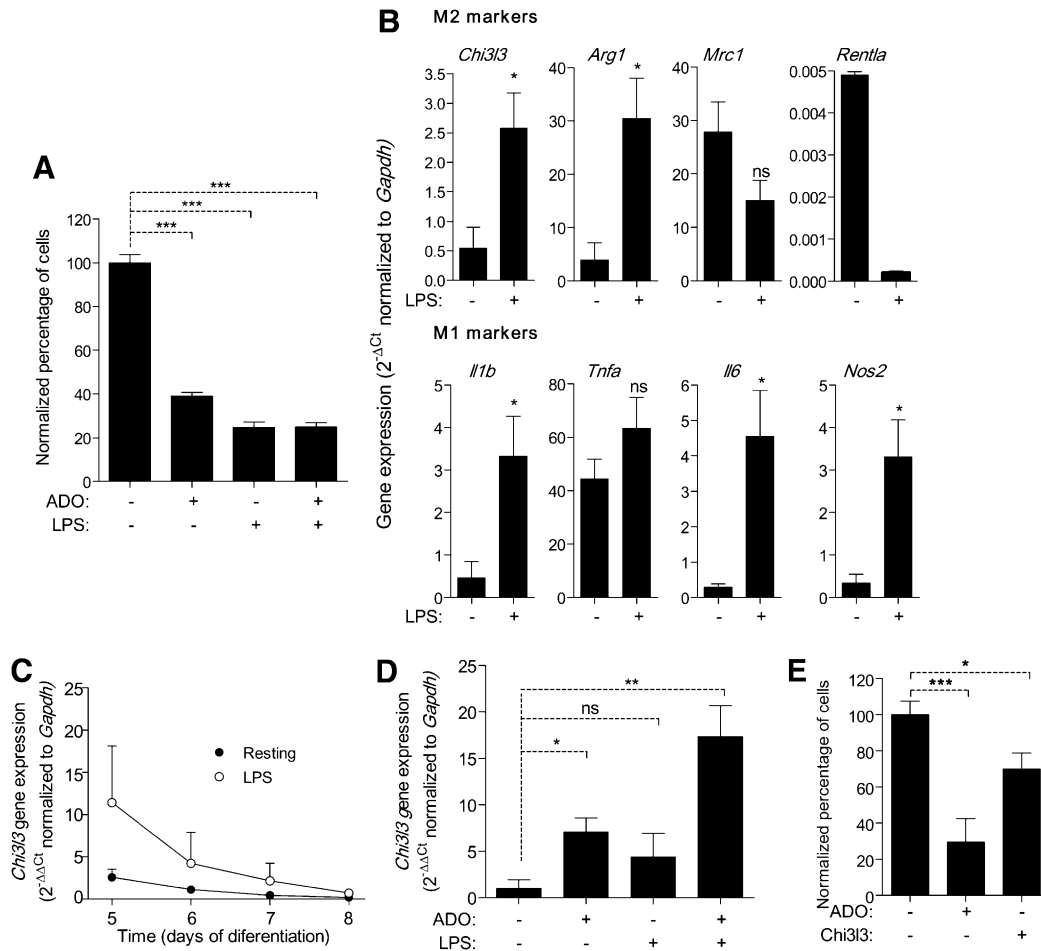 A
Normalized percentage of cells
120
100
80
60
40
20
0
***
***
***
ADO: - + - +
LPS: - - + +
B
M2 markers
Gene expression (2-ΔCt normalized to Gapdh)
Chi3l3
3.5
3.0
2.5
2.0
1.5
1.0
0.5
0.0
*
LPS: - +
Arg1
40
30
20
10
0
*
- +
Mrc1
40
30
20
10
0
ns
- +
Rentla
0.005
0.004
0.003
0.002
0.001
0.000
- +
M1 markers
Il1b
5
4
3
2
1
0
*
LPS: - +
Tnfa
80
60
40
20
0
ns
- +
Il6
6
5
4
3
2
1
0
*
- +
Nos2
5
4
3
2
1
0
*
- +
C
Chi3l3 gene expression
(2-ΔΔCt normalized to Gapdh)
25
20
15
10
5
0
Resting
LPS
5 6 7 8
Time (days of diferentiation)
D
Chi3l3 gene expression
(2-ΔΔCt normalized to Gapdh)
25
20
15
10
5
0
**
ns
*
ADO: - + - +
LPS: - - + +
E
Normalized percentage of cells
120
100
80
60
40
20
0
*
***
ADO: - + -
Chi3l3: - - +